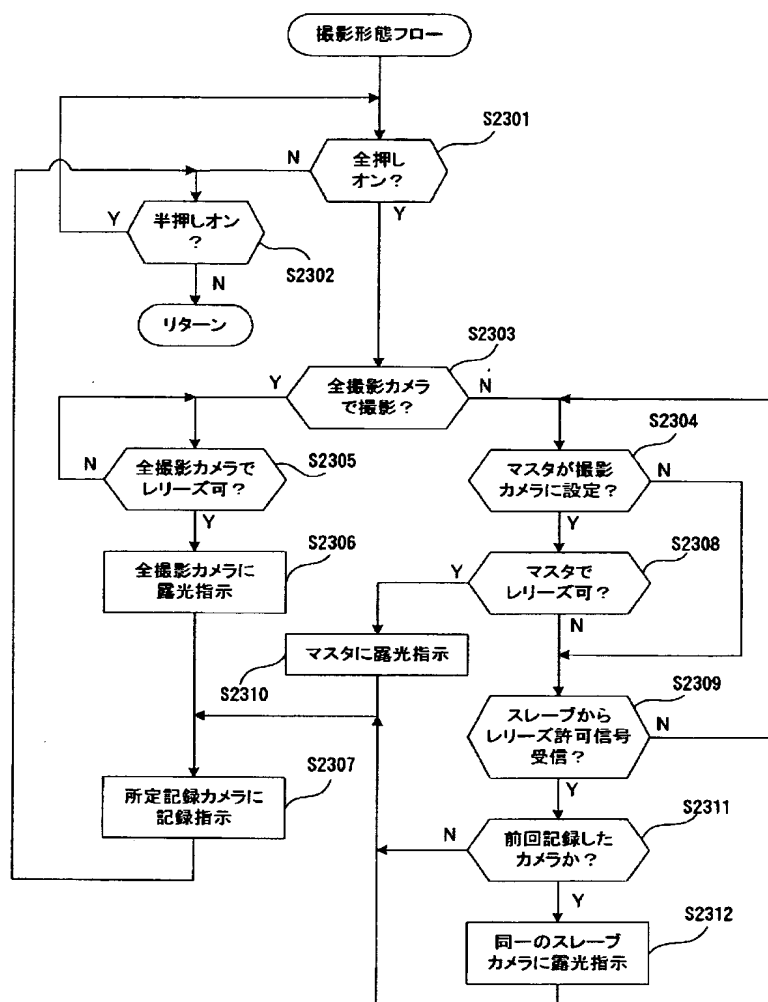 撮影形態フロー
S2301
全押し
オン？
N
Y
半押しオン
？
Y
S2302
N
リターン
S2303
全撮影カメラ
で撮影？
Y
N
S2304
マスタが撮影
カメラに設定？
N
Y
S2305
全撮影カメラで
レリーズ可？
N
Y
S2306
全撮影カメラに
露光指示
S2308
マスタで
レリーズ可？
Y
N
マスタに露光指示
S2310
S2309
スレーブから
レリーズ許可信号
受信？
N
Y
S2307
所定記録カメラに
記録指示
S2311
前回記録した
カメラか？
N
Y
S2312
同一のスレーブ
カメラに露光指示